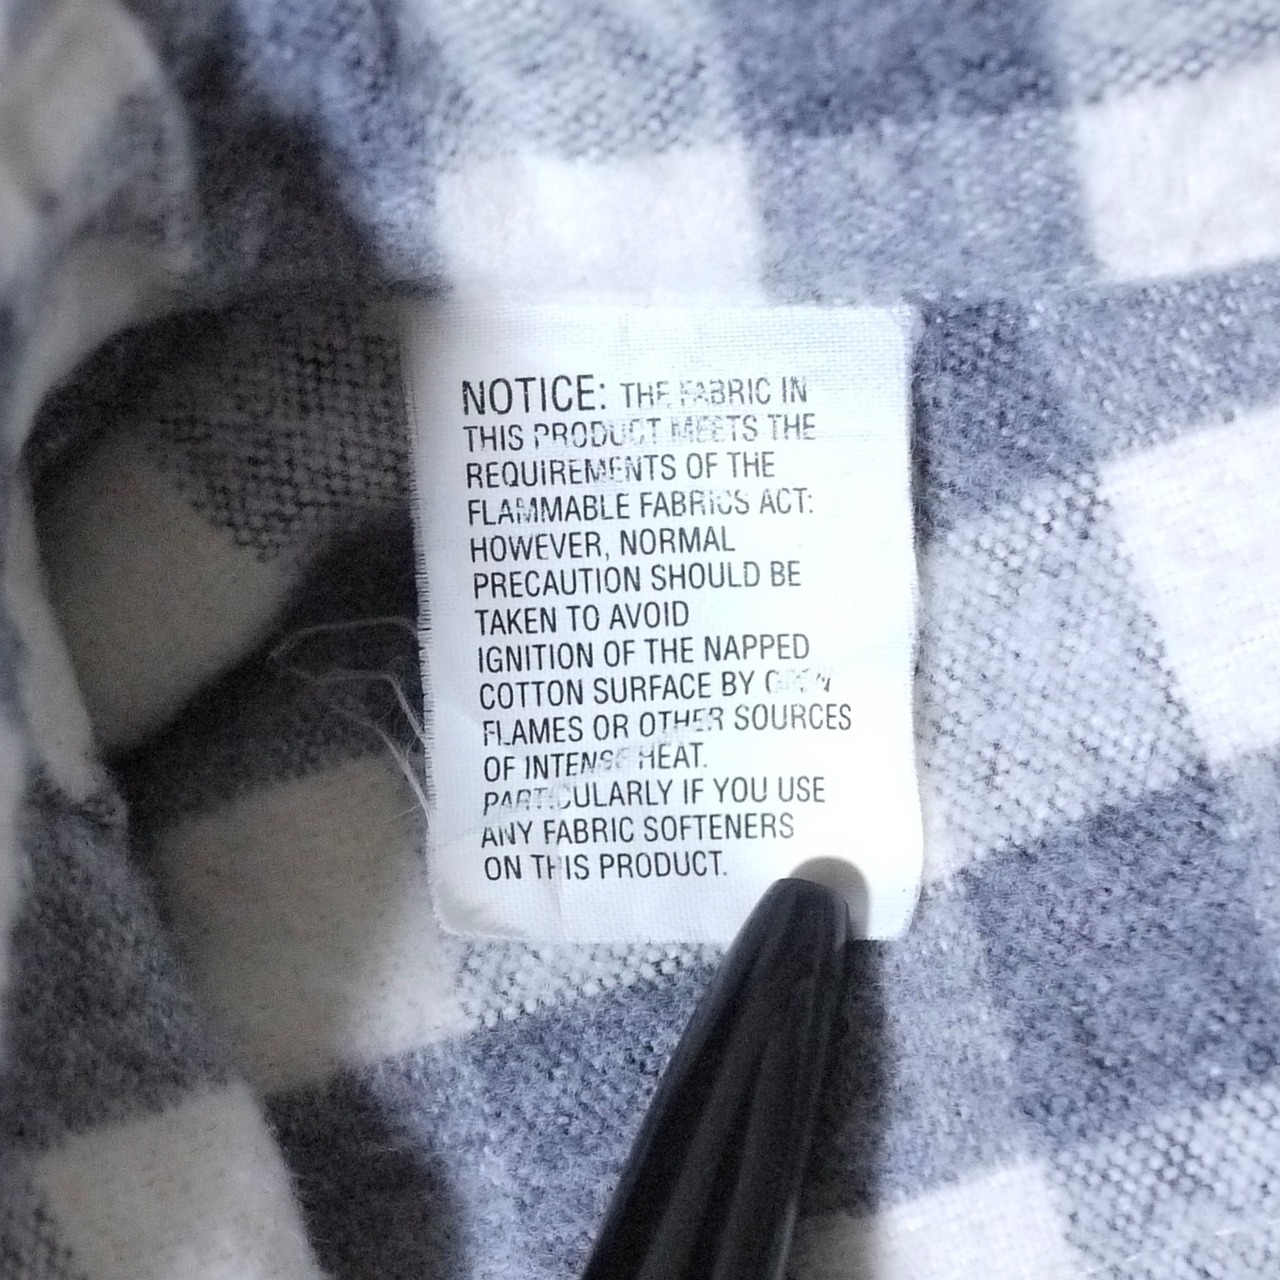 NOTICE: THE FABRIC IN
THIS PRODUCT MEETS THE
REQUIREMENTS OF THE
FLAMMABLE FABRICS ACT:
HOWEVER, NORMAL
PRECAUTION SHOULD BE
TAKEN TO AVOID
IGNITION OF THE NAPPED
COTTON SURFACE BY
FLAMES OR OTHER SOURCES
OF INTENSE HEAT.
PARTICULARLY IF YOU USE
ANY FABRIC SOFTENERS
ON THIS PRODUCT.